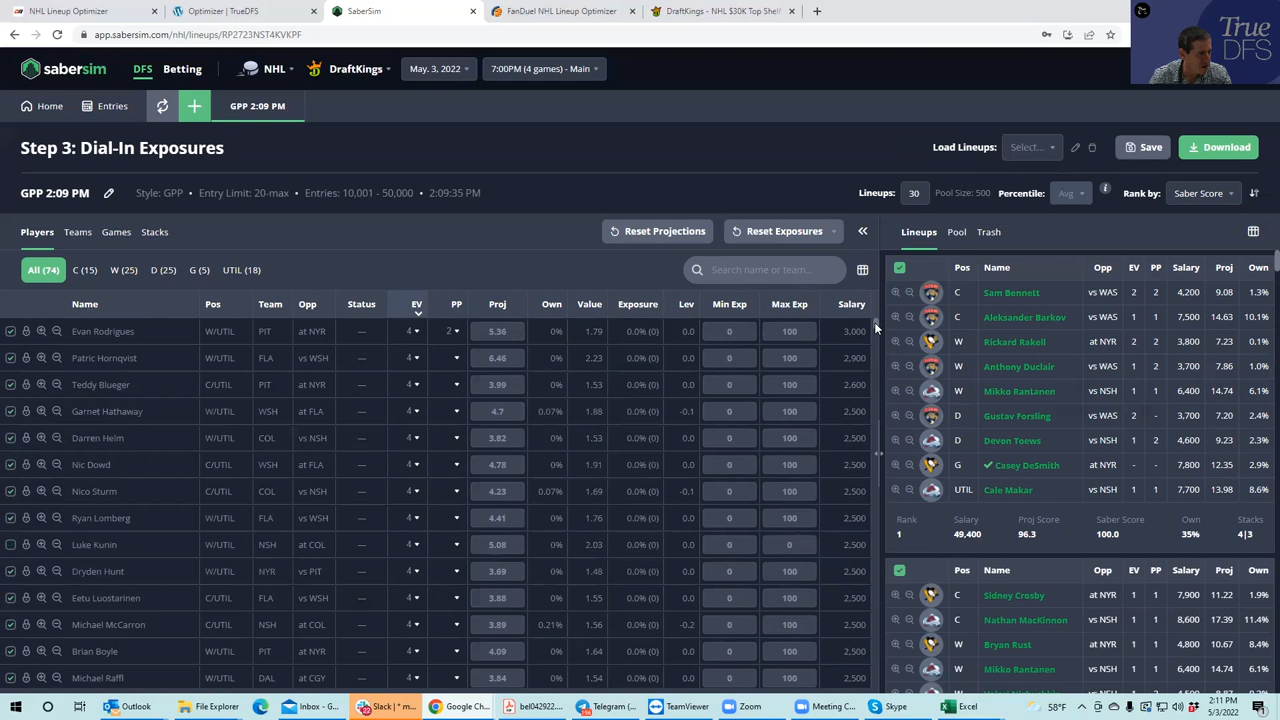 NHL Lineup Optimizer
Optimizer | TrueDFS
SaberSim
FanDuel NHL Lineup Optimizer
DraftKings - NHL $30K Top Shelf
app.sabersim.com/nhl/lineups/RP2723NST4KVKPF
True
DFS
sabersim
DFS
Betting
NHL
DraftKings
May. 3, 2022
7:00PM (4 games) - Main
Home
Entries
GPP 2:09 PM
Step 3: Dial-In Exposures
Load Lineups:
Select...
Save
Download
GPP 2:09 PM
Style: GPP • Entry Limit: 20-max • Entries: 10,001 - 50,000 • 2:09:35 PM
Lineups:
30
Pool Size: 500
Percentile:
Avg
Rank by:
Saber Score
Players
Teams
Games
Stacks
Reset Projections
Reset Exposures
Lineups
Pool
Trash
All (74)
C (15)
W (25)
D (25)
G (5)
UTIL (18)
Search name or team...
Name Pos Team Opp Status EV PP Proj Own Value Exposure Lev Min Exp Max Exp Salary
Evan Rodrigues W/UTIL PIT at NYR — 4 2 5.36 0% 1.79 0.0% (0) 0.0 0 100 3,000
Patric Hornqvist W/UTIL FLA vs WSH — 4 6.46 0% 2.23 0.0% (0) 0.0 0 100 2,900
Teddy Blueger C/UTIL PIT at NYR — 4 3.99 0% 1.53 0.0% (0) 0.0 0 100 2,600
Garnet Hathaway W/UTIL WSH at FLA — 4 4.7 0.07% 1.88 0.0% (0) -0.1 0 100 2,500
Darren Helm W/UTIL COL vs NSH — 4 3.82 0% 1.53 0.0% (0) 0.0 0 100 2,500
Nic Dowd C/UTIL WSH at FLA — 4 4.78 0% 1.91 0.0% (0) 0.0 0 100 2,500
Nico Sturm C/UTIL COL vs NSH — 4 4.23 0.07% 1.69 0.0% (0) -0.1 0 100 2,500
Ryan Lomberg W/UTIL FLA vs WSH — 4 4.41 0% 1.76 0.0% (0) 0.0 0 100 2,500
Luke Kunin W/UTIL NSH at COL — 4 5.08 0% 2.03 0.0% (0) 0.0 0 0 2,500
Dryden Hunt W/UTIL NYR vs PIT — 4 3.69 0% 1.48 0.0% (0) 0.0 0 100 2,500
Eetu Luostarinen C/UTIL FLA vs WSH — 4 3.88 0% 1.55 0.0% (0) 0.0 0 100 2,500
Michael McCarron C/UTIL NSH at COL — 4 3.89 0.21% 1.56 0.0% (0) -0.2 0 100 2,500
Brian Boyle W/UTIL PIT at NYR — 4 4.09 0% 1.64 0.0% (0) 0.0 0 100 2,500
Michael Raffl W/UTIL DAL at CGY — 4 3.84 0% 1.54 0.0% (0) 0.0 0 100 2,500
Pos Name Opp EV PP Salary Proj Own
C Sam Bennett vs WAS 2 2 4,200 9.08 1.3%
C Aleksander Barkov vs WAS 1 1 7,500 14.63 10.1%
W Rickard Rakell at NYR 2 2 3,800 7.23 0.1%
W Anthony Duclair vs WAS 1 2 3,700 7.86 1.0%
W Mikko Rantanen vs NSH 1 1 6,400 14.74 6.1%
D Gustav Forsling vs WAS 2 - 3,700 7.20 2.4%
D Devon Toews vs NSH 1 2 4,600 9.23 2.3%
G Casey DeSmith at NYR - - 7,800 12.35 2.9%
UTIL Cale Makar vs NSH 1 1 7,700 13.98 8.6%
Rank Salary Proj Score Saber Score Own Stacks
1 49,400 96.3 100.0 35% 4|3
Pos Name Opp EV PP Salary Proj Own
C Sidney Crosby at NYR 1 1 7,900 11.22 1.9%
C Nathan MacKinnon vs NSH 1 1 8,600 17.39 11.4%
W Bryan Rust at NYR 1 1 4,800 10.67 8.4%
W Mikko Rantanen vs NSH 1 1 6,400 14.74 6.1%
Outlook
File Explorer
Inbox - G...
Slack | * m...
Google Ch...
bel042922.m...
Telegram (...
TeamViewer
Zoom
Meeting C...
Skype
Excel
58°F
2:11 PM
5/3/2022